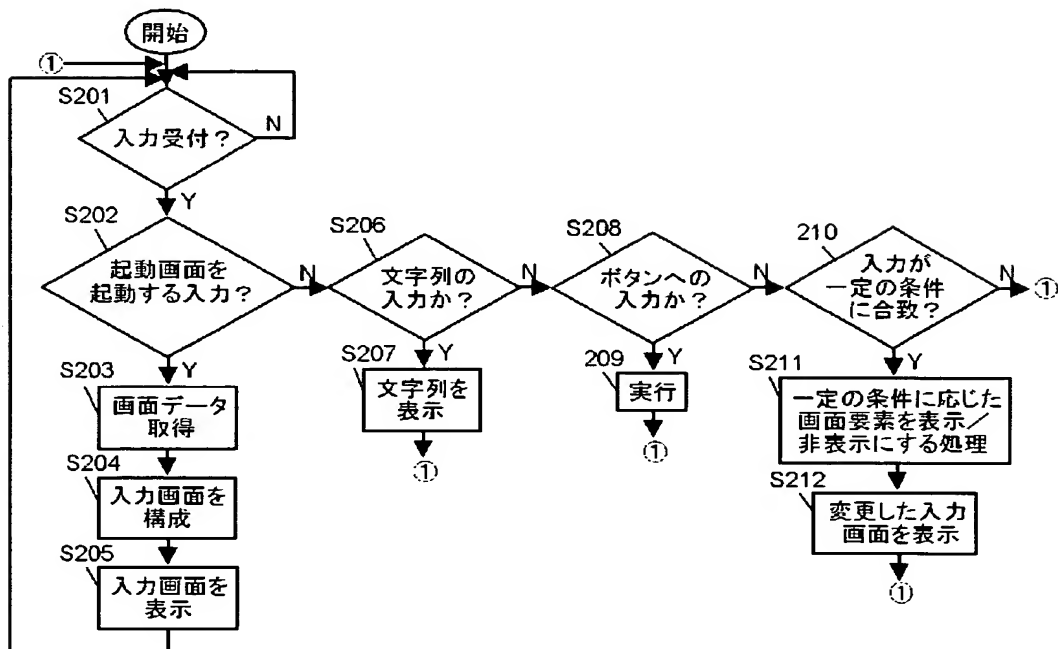 開始
①
S201
入力受付?
N
Y
S202
起動画面を
起動する入力?
N
Y
S203
画面データ
取得
S204
入力画面を
構成
S205
入力画面を
表示
S206
文字列の
入力か?
N
Y
S207
文字列を
表示
①
S208
ボタンへの
入力か?
N
Y
209
実行
①
210
入力が
一定の条件
に合致?
N
①
Y
S211
一定の条件に応じた
画面要素を表示/
非表示にする処理
S212
変更した入力
画面を表示
①